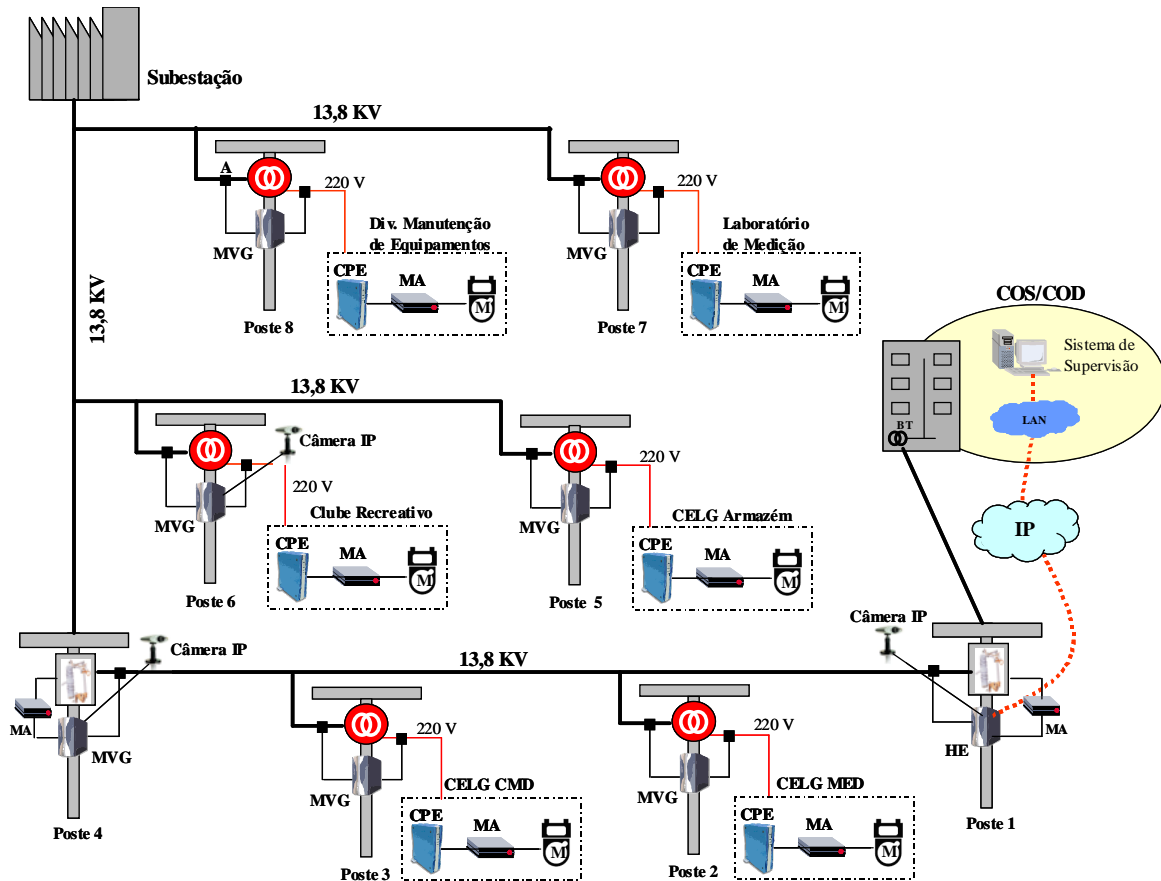 Subestação
13,8 KV
13,8 KV
A
220 V
MVG
Div. Manutenção
de Equipamentos
CPE
MA
M
Poste 8
220 V
MVG
Laboratório
de Medição
CPE
MA
M
Poste 7
COS/COD
Sistema de
Supervisão
LAN
BT
IP
13,8 KV
Câmera IP
220 V
MVG
Clube Recreativo
CPE
MA
M
Poste 6
220 V
MVG
CELG Armazém
CPE
MA
M
Poste 5
Câmera IP
MA
MVG
Poste 4
13,8 KV
220 V
MVG
CELG CMD
CPE
MA
M
Poste 3
220 V
MVG
CELG MED
CPE
MA
M
Poste 2
Câmera IP
HE
MA
Poste 1